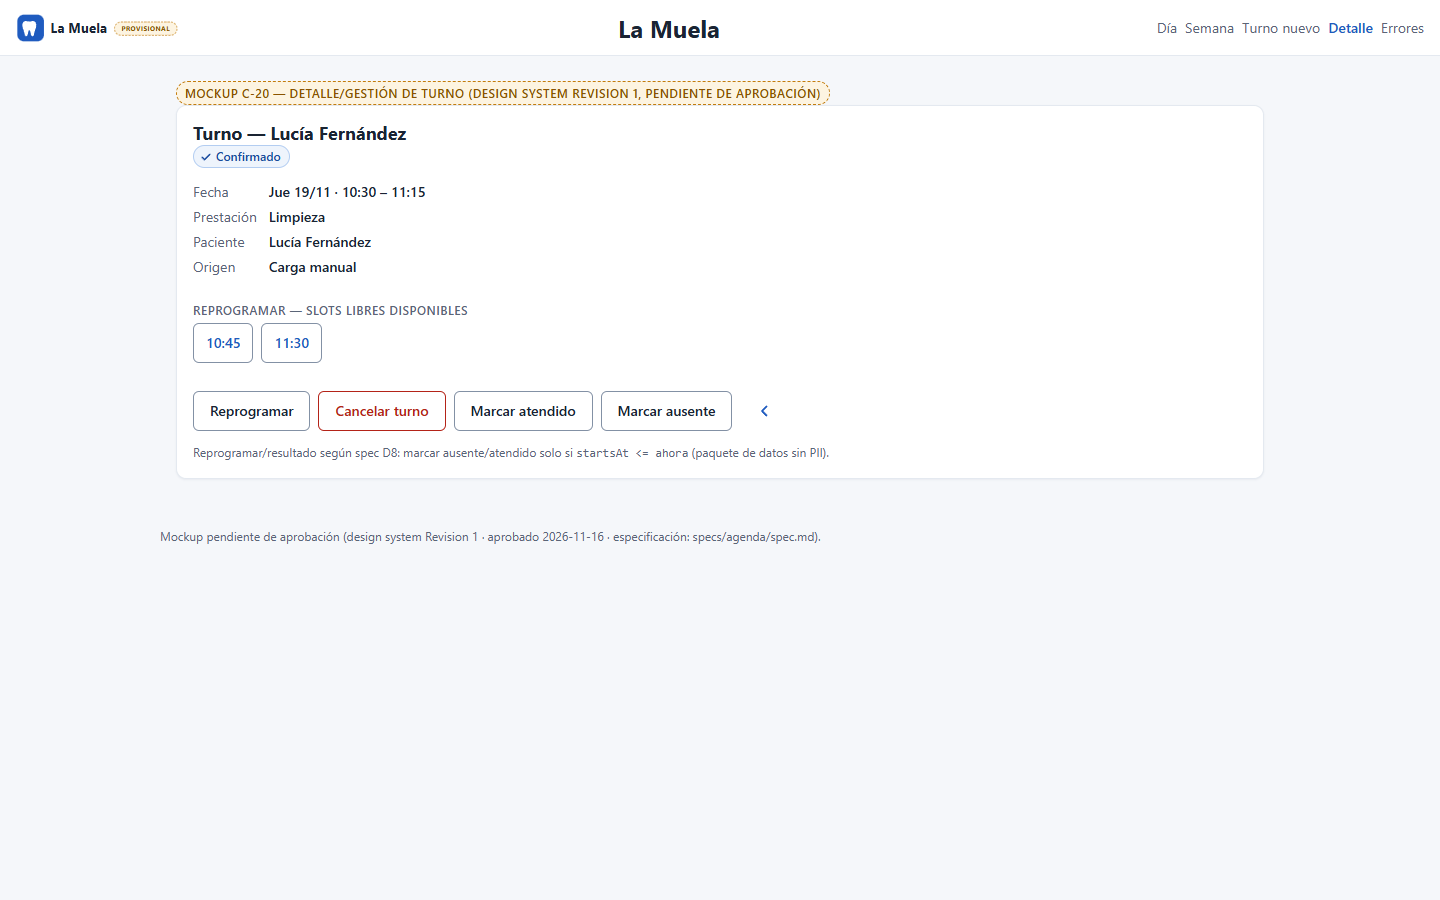 La Muela PROVISIONAL
La Muela
Día Semana Turno nuevo Detalle Errores
MOCKUP C-20 — DETALLE/GESTIÓN DE TURNO (DESIGN SYSTEM REVISION 1, PENDIENTE DE APROBACIÓN)
Turno — Lucía Fernández
Confirmado
Fecha Jue 19/11 · 10:30 – 11:15
Prestación Limpieza
Paciente Lucía Fernández
Origen Carga manual
REPROGRAMAR — SLOTS LIBRES DISPONIBLES
10:45 11:30
Reprogramar Cancelar turno Marcar atendido Marcar ausente
Reprogramar/resultado según spec D8: marcar ausente/atendido solo si startsAt <= ahora (paquete de datos sin PII).
Mockup pendiente de aprobación (design system Revision 1 · aprobado 2026-11-16 · especificación: specs/agenda/spec.md).